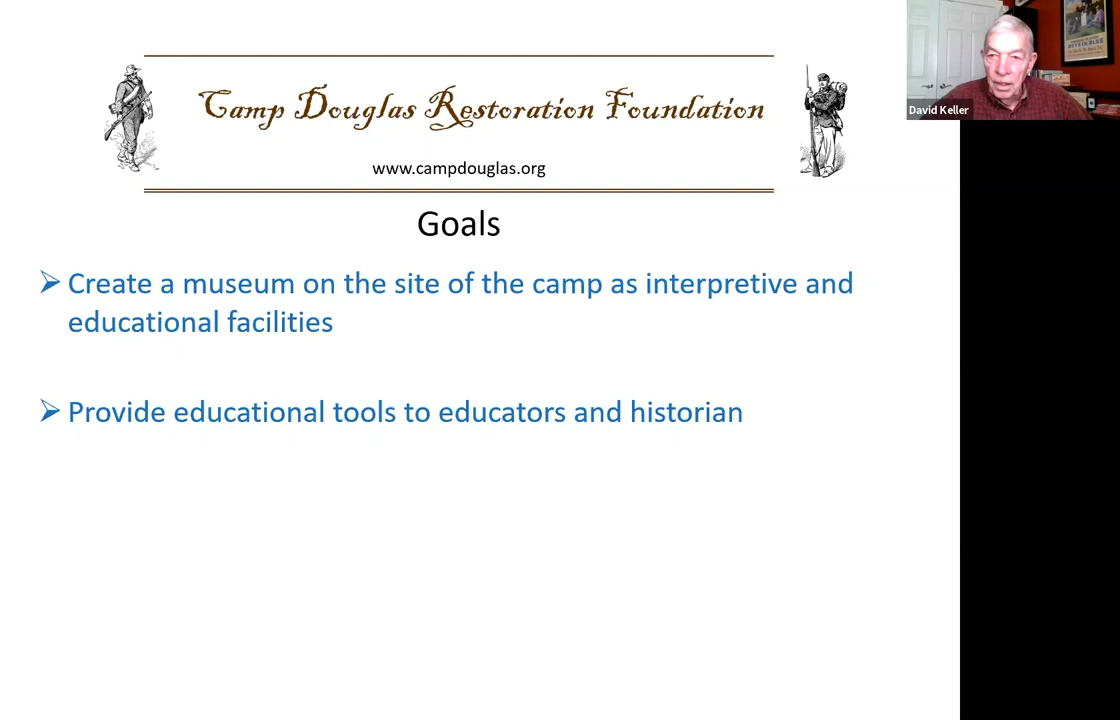 Camp Douglas Restoration Foundation
www.campdouglas.org
Goals
Create a museum on the site of the camp as interpretive and
educational facilities
Provide educational tools to educators and historian
David Keller